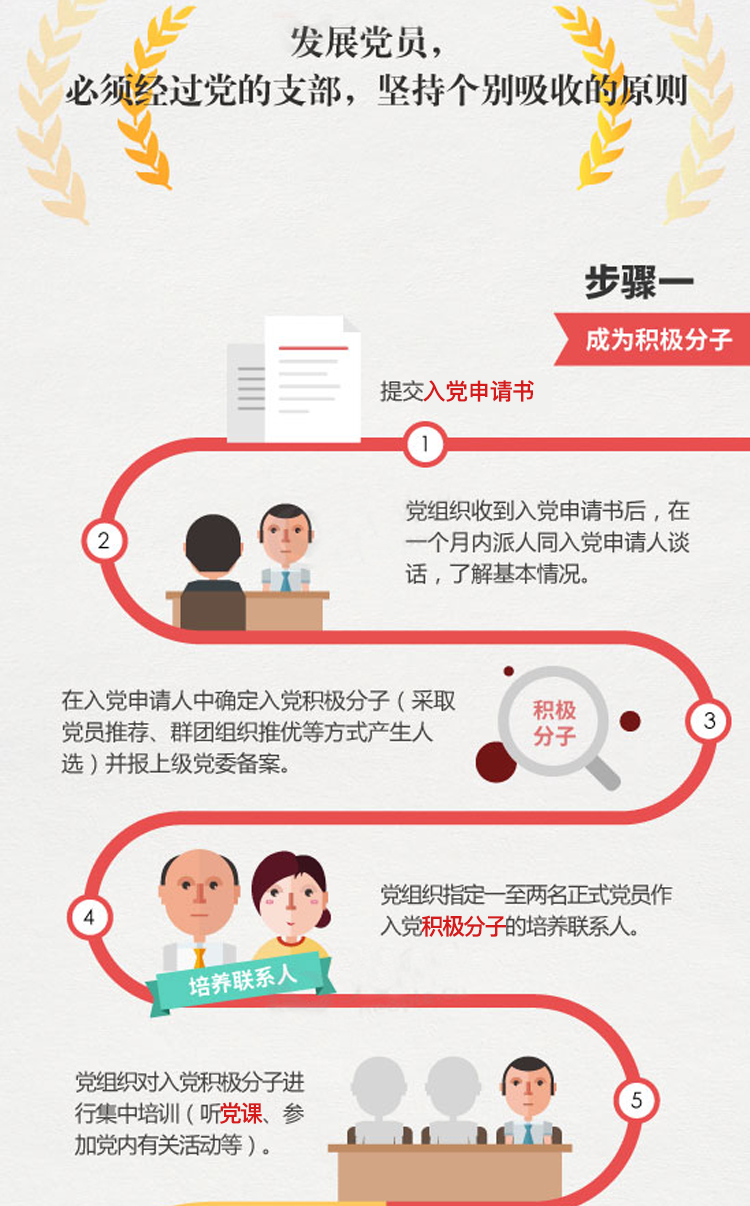 发展党员，
必须经过党的支部，坚持个别吸收的原则
步骤一
成为积极分子
提交入党申请书
1
2
党组织收到入党申请书后，在
一个月内派人同入党申请人谈
话，了解基本情况。
在入党申请人中确定入党积极分子（采取
党员推荐、群团组织推优等方式产生人
选）并报上级党委备案。
积极
分子
3
4
党组织指定一至两名正式党员作
入党积极分子的培养联系人。
培养联系人
党组织对入党积极分子进
行集中培训（听党课、参
加党内有关活动等）。
5